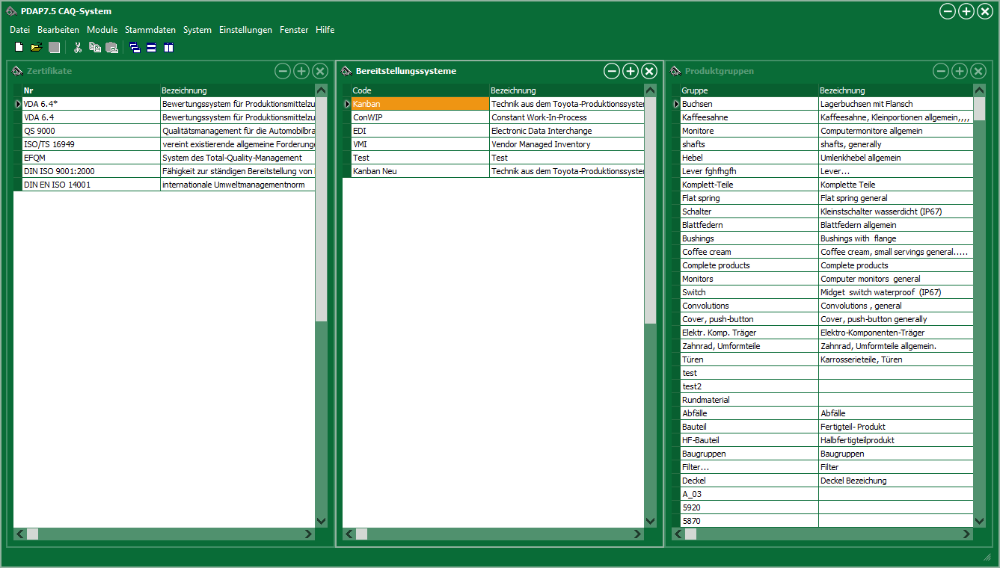 PDAP7.5 CAQ-System
Datei Bearbeiten Module Stammdaten System Einstellungen Fenster Hilfe
Zertifikate
Nr Bezeichnung
VDA 6.4* Bewertungssystem für Produktionsmittelzu
VDA 6.4 Bewertungssystem für Produktionsmittelzu
QS 9000 Qualitätsmanagement für die Automobilbra
ISO/TS 16949 vereint existierende allgemeine Forderunge
EFQM System des Total-Quality-Management
DIN ISO 9001:2000 Fähigkeit zur ständigen Bereitstellung von
DIN EN ISO 14001 internationale Umweltmanagementnorm
Bereitstellungssysteme
Code Bezeichnung
Kanban Technik aus dem Toyota-Produktionssyster
ConWIP Constant Work-In-Process
EDI Electronic Data Interchange
VMI Vendor Managed Inventory
Test Test
Kanban Neu Technik aus dem Toyota-Produktionssyster
Produktgruppen
Gruppe Bezeichnung
Buchsen Lagerbuchsen mit Flansch
Kaffeesahne Kaffeesahne, Kleinportionen allgemein,,,,
Monitore Computermonitore allgemein
shafts shafts, generally
Hebel Umlenkhebel allgemein
Lever fghfhgfh Lever...
Komplett-Teile Komplette Teile
Flat spring Flat spring general
Schalter Kleinstschalter wasserdicht (IP67)
Blattfedern Blattfedern allgemein
Bushings Bushings with flange
Coffee cream Coffee cream, small servings general.....
Complete products Complete products
Monitors Computer monitors general
Switch Midget switch waterproof (IP67)
Convolutions Convolutions , general
Cover, push-button Cover, push-button generally
Elektr. Komp. Träger Elektro-Komponenten-Träger
Zahnrad, Umformteile Zahnrad, Umformteile allgemein.
Türen Karrosserieteile, Türen
test
test2
Rundmaterial
Abfälle Abfälle
Bauteil Fertigteil- Produkt
HF-Bauteil Halbfertigteilprodukt
Baugruppen Baugruppen
Filter... Filter
Deckel Deckel Bezeichung
A_03
5920
5870